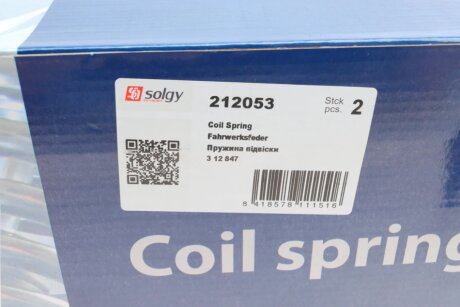 solgy
212053
Stck
pcs. 2
Coil Spring
Fahrwerksfeder
Пружина підвіски
3 12 847
8 418578 111516
Coil spring